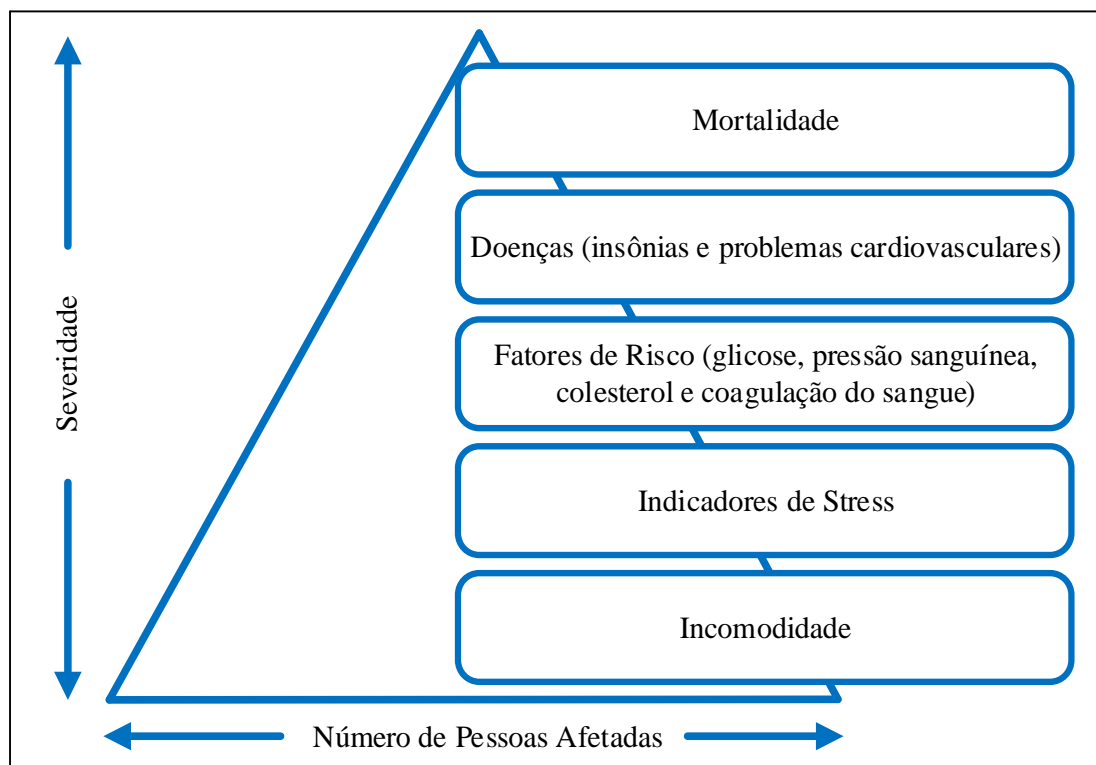 Mortalidade
Doenças (insônias e problemas cardiovasculares)
Fatores de Risco (glicose, pressão sanguínea,
colesterol e coagulação do sangue)
Indicadores de Stress
Incomodidade
Severidade
Número de Pessoas Afetadas